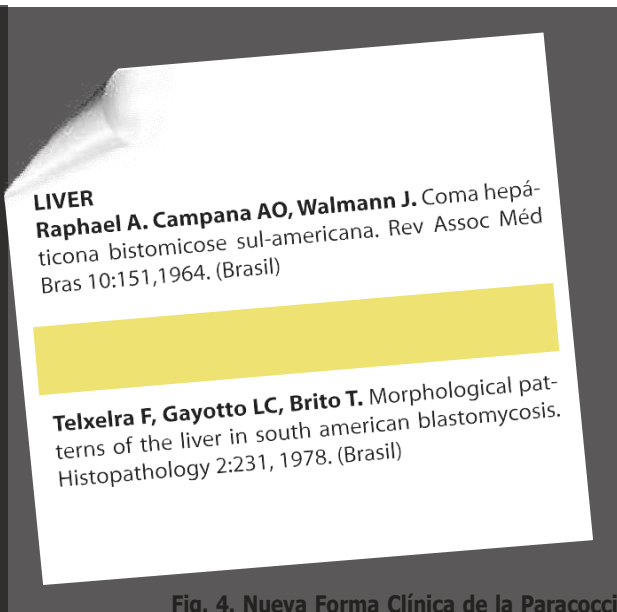 LIVER
Raphael A. Campana AO, Walmann J. Coma hepá-
ticona bistomicose sul-americana. Rev Assoc Méd
Bras 10:151,1964. (Brasil)
Telxelra F, Gayotto LC, Brito T. Morphological pat-
terns of the liver in south american blastomycosis.
Histopathology 2:231, 1978. (Brasil)
Fig. 4. Nueva Forma Clínica de la Paracocci